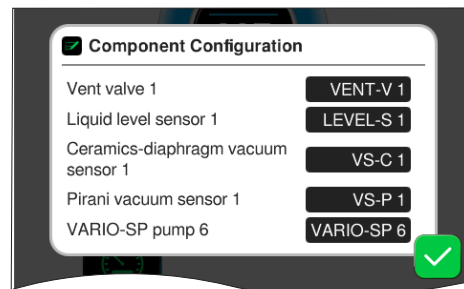 Component Configuration
Vent valve 1 VENT-V 1
Liquid level sensor 1 LEVEL-S 1
Ceramics-diaphragm vacuum
sensor 1 VS-C 1
Pirani vacuum sensor 1 VS-P 1
VARIO-SP pump 6 VARIO-SP 6